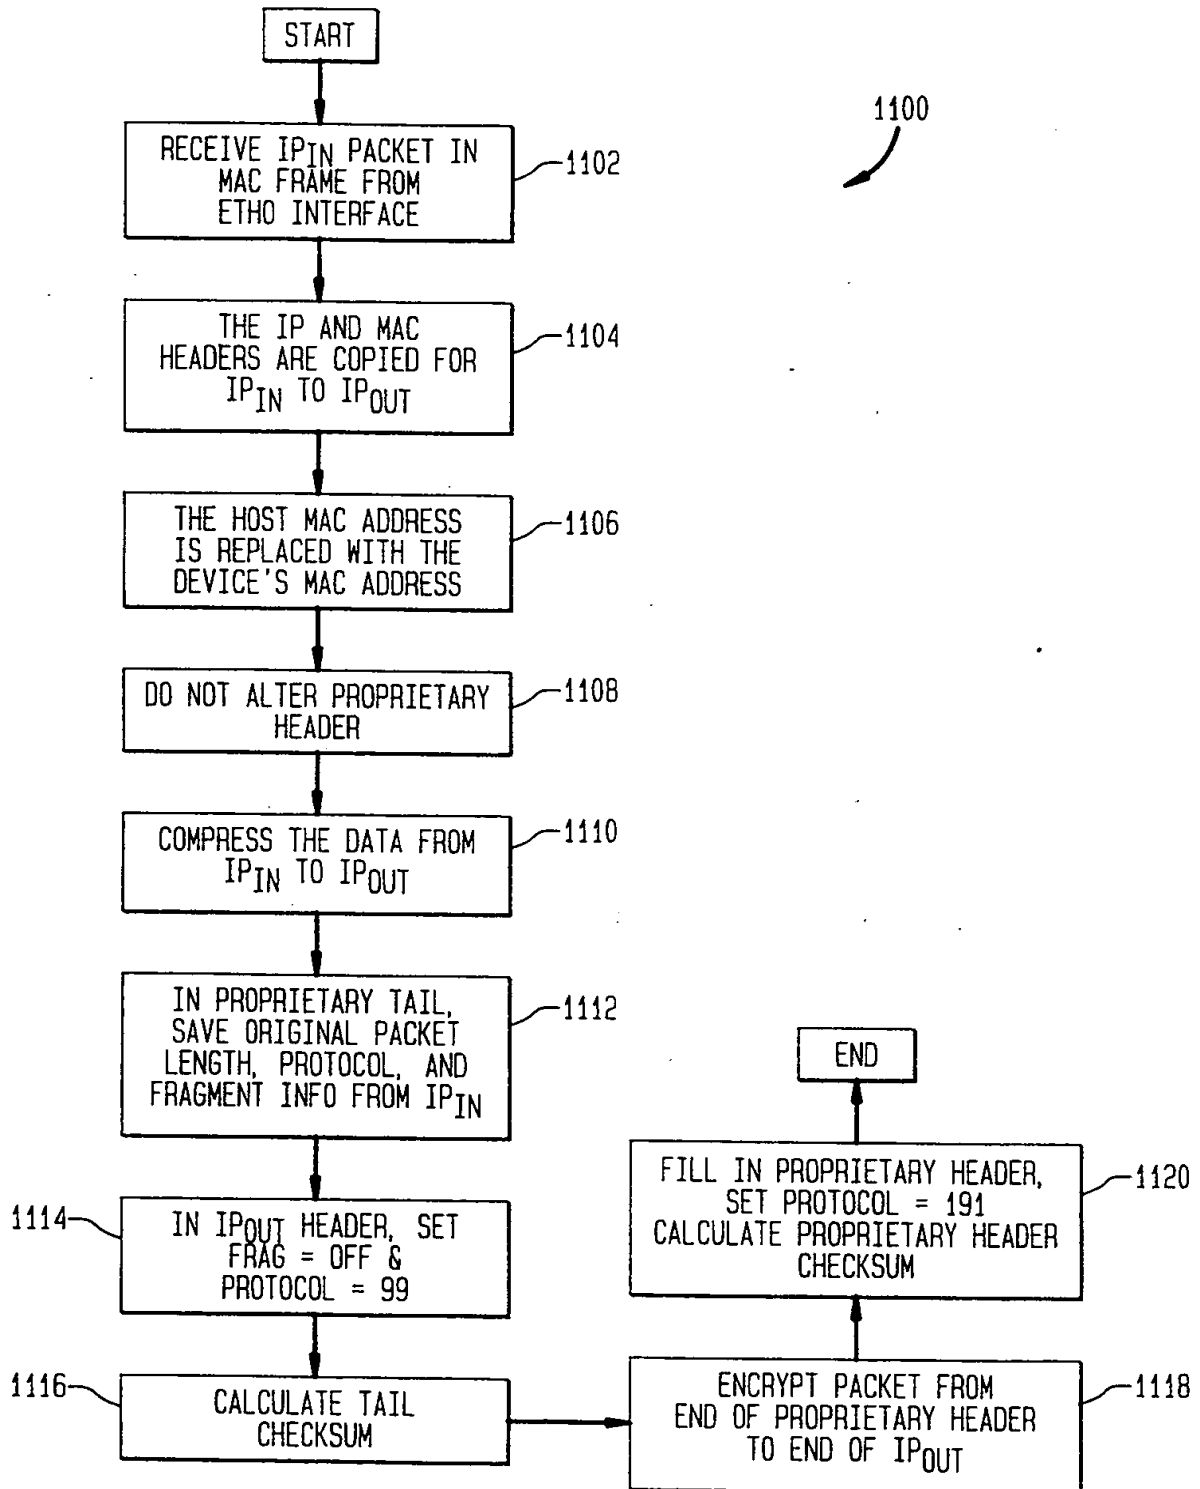 START
1100
RECEIVE IPIN PACKET IN
MAC FRAME FROM
ETHO INTERFACE
1102
THE IP AND MAC
HEADERS ARE COPIED FOR
IPIN TO IPOUT
1104
THE HOST MAC ADDRESS
IS REPLACED WITH THE
DEVICE'S MAC ADDRESS
1106
DO NOT ALTER PROPRIETARY
HEADER
1108
COMPRESS THE DATA FROM
IPIN TO IPOUT
1110
IN PROPRIETARY TAIL,
SAVE ORIGINAL PACKET
LENGTH, PROTOCOL, AND
FRAGMENT INFO FROM IPIN
1112
1114
IN IPOUT HEADER, SET
FRAG = OFF &
PROTOCOL = 99
1116
CALCULATE TAIL
CHECKSUM
ENCRYPT PACKET FROM
END OF PROPRIETARY HEADER
TO END OF IPOUT
1118
FILL IN PROPRIETARY HEADER,
SET PROTOCOL = 191
CALCULATE PROPRIETARY HEADER
CHECKSUM
1120
END